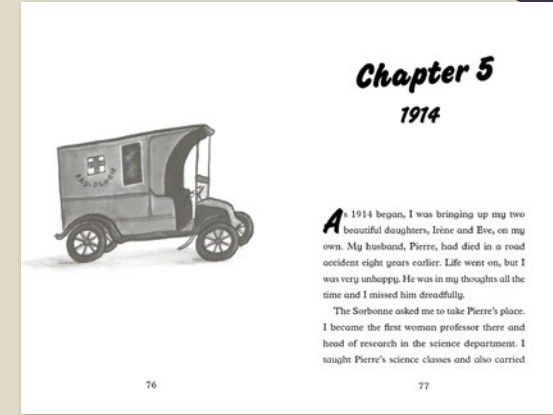 RADIOLOGIE
76
Chapter 5
1914
As 1914 began, I was bringing up my two
beautiful daughters, Irène and Eve, on my
own. My husband, Pierre, had died in a road
accident eight years earlier. Life went on, but I
was very unhappy. He was in my thoughts all the
time and I missed him dreadfully.
The Sorbonne asked me to take Pierre's place.
I became the first woman professor there and
head of research in the science department. I
taught Pierre's science classes and also carried
77